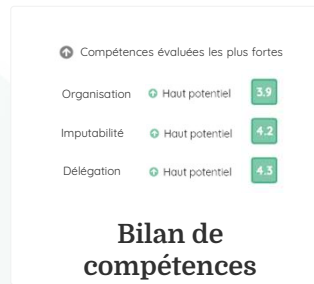 Compétences évaluées les plus fortes
Organisation Haut potentiel 3.9
Imputabilité Haut potentiel 4.2
Délégation Haut potentiel 4.3
Bilan de
compétences